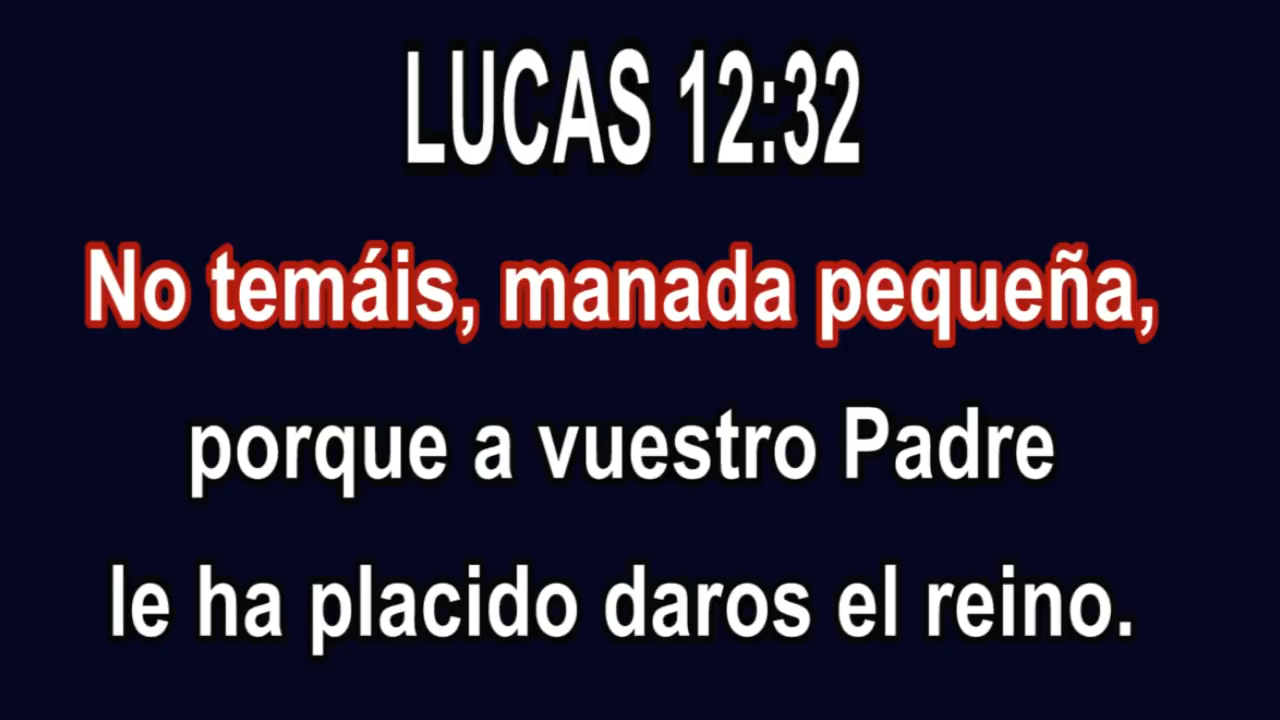 LUCAS 12:32
No temáis, manada pequeña,
porque a vuestro Padre
le ha placido daros el reino.